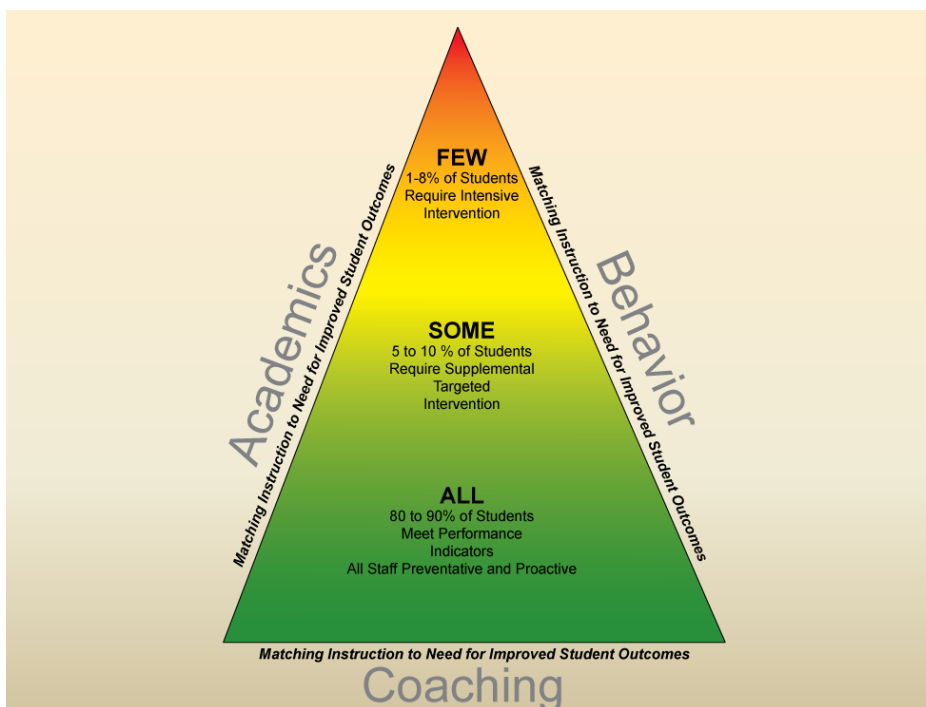 FEW
1-8% of Students
Require Intensive
Intervention
Academics
Matching Instruction to Need for Improved Student Outcomes
Matching Instruction to Need for Improved Student Outcomes
Behavior
SOME
5 to 10 % of Students
Require Supplemental
Targeted
Intervention
ALL
80 to 90% of Students
Meet Performance
Indicators
All Staff Preventative and Proactive
Matching Instruction to Need for Improved Student Outcomes
Coaching